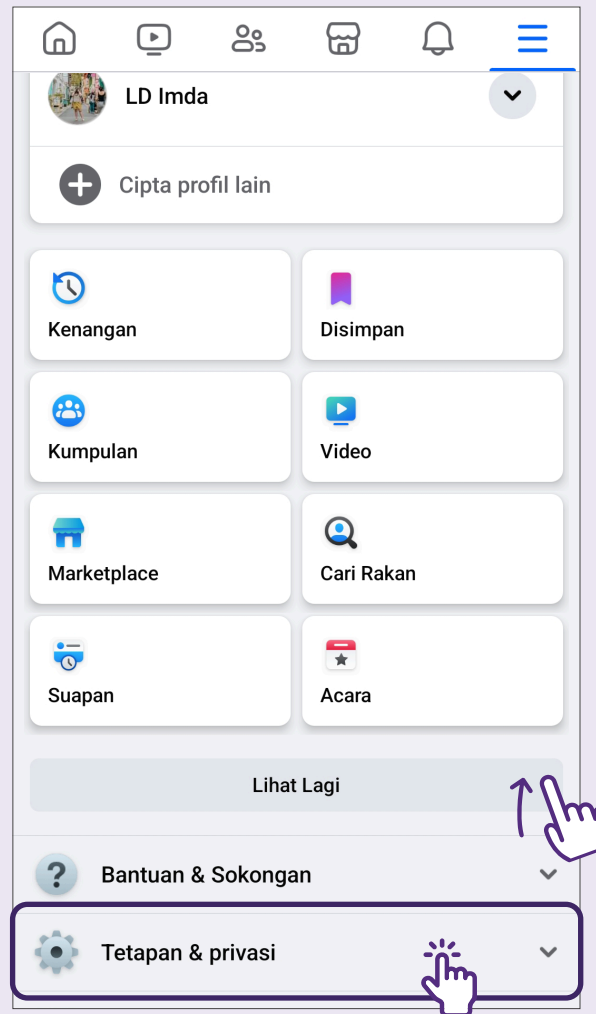 LD Imda
Cipta profil lain
Kenangan
Disimpan
Kumpulan
Video
Marketplace
Cari Rakan
Suapan
Acara
Lihat Lagi
Bantuan & Sokongan
Tetapan & privasi